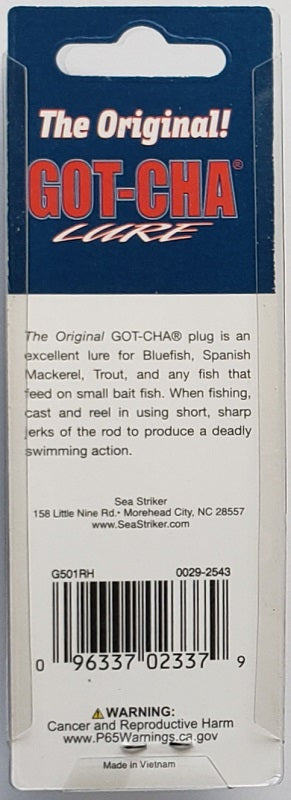 The Original!
GOT-CHA®
LURE
The Original GOT-CHA® plug is an
excellent lure for Bluefish, Spanish
Mackerel, Trout, and any fish that
feed on small bait fish. When fishing,
cast and reel in using short, sharp
jerks of the rod to produce a deadly
swimming action.
Sea Striker
158 Little Nine Rd.• Morehead City, NC 28557
www.SeaStriker.com
G501RH 0029-2543
0 96337 02337 9
⚠WARNING:
Cancer and Reproductive Harm
www.P65Warnings.ca.gov
Made in Vietnam